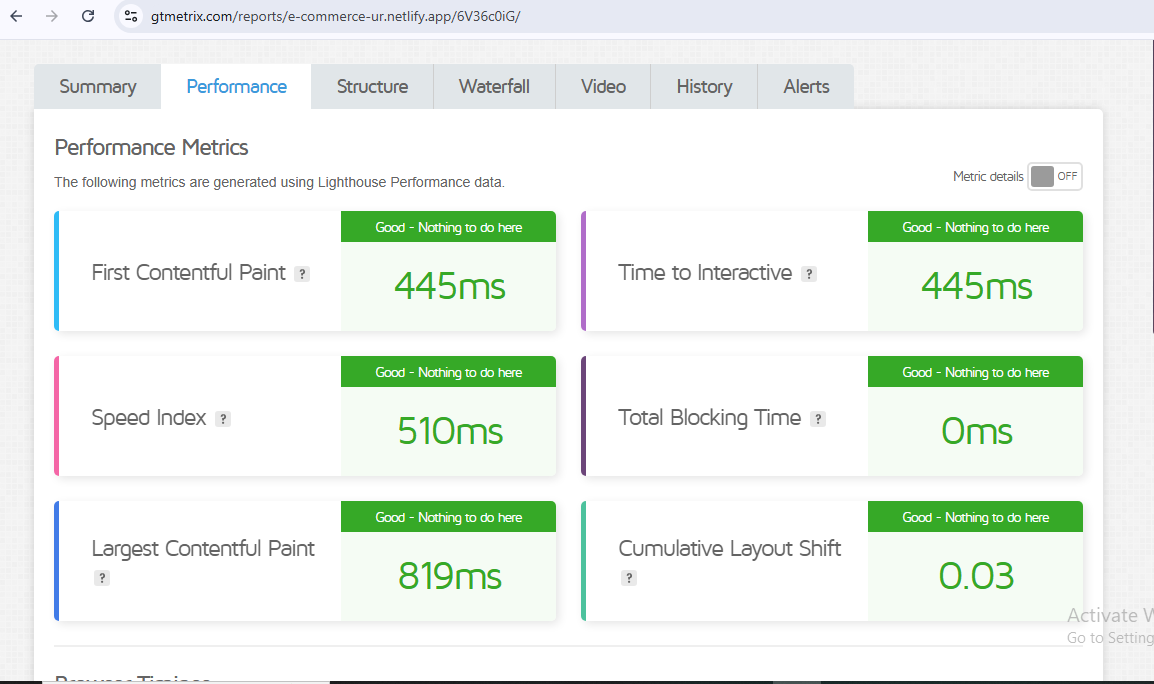 gtmetrix.com/reports/e-commerce-ur.netlify.app/6V36c0iG/
Summary
Performance
Structure
Waterfall
Video
History
Alerts
Performance Metrics
The following metrics are generated using Lighthouse Performance data.
Metric details OFF
First Contentful Paint ?
Good - Nothing to do here
445ms
Time to Interactive ?
Good - Nothing to do here
445ms
Speed Index ?
Good - Nothing to do here
510ms
Total Blocking Time ?
Good - Nothing to do here
0ms
Largest Contentful Paint
?
Good - Nothing to do here
819ms
Cumulative Layout Shift
?
Good - Nothing to do here
0.03
Activate W
Go to Setting
Browser Timings